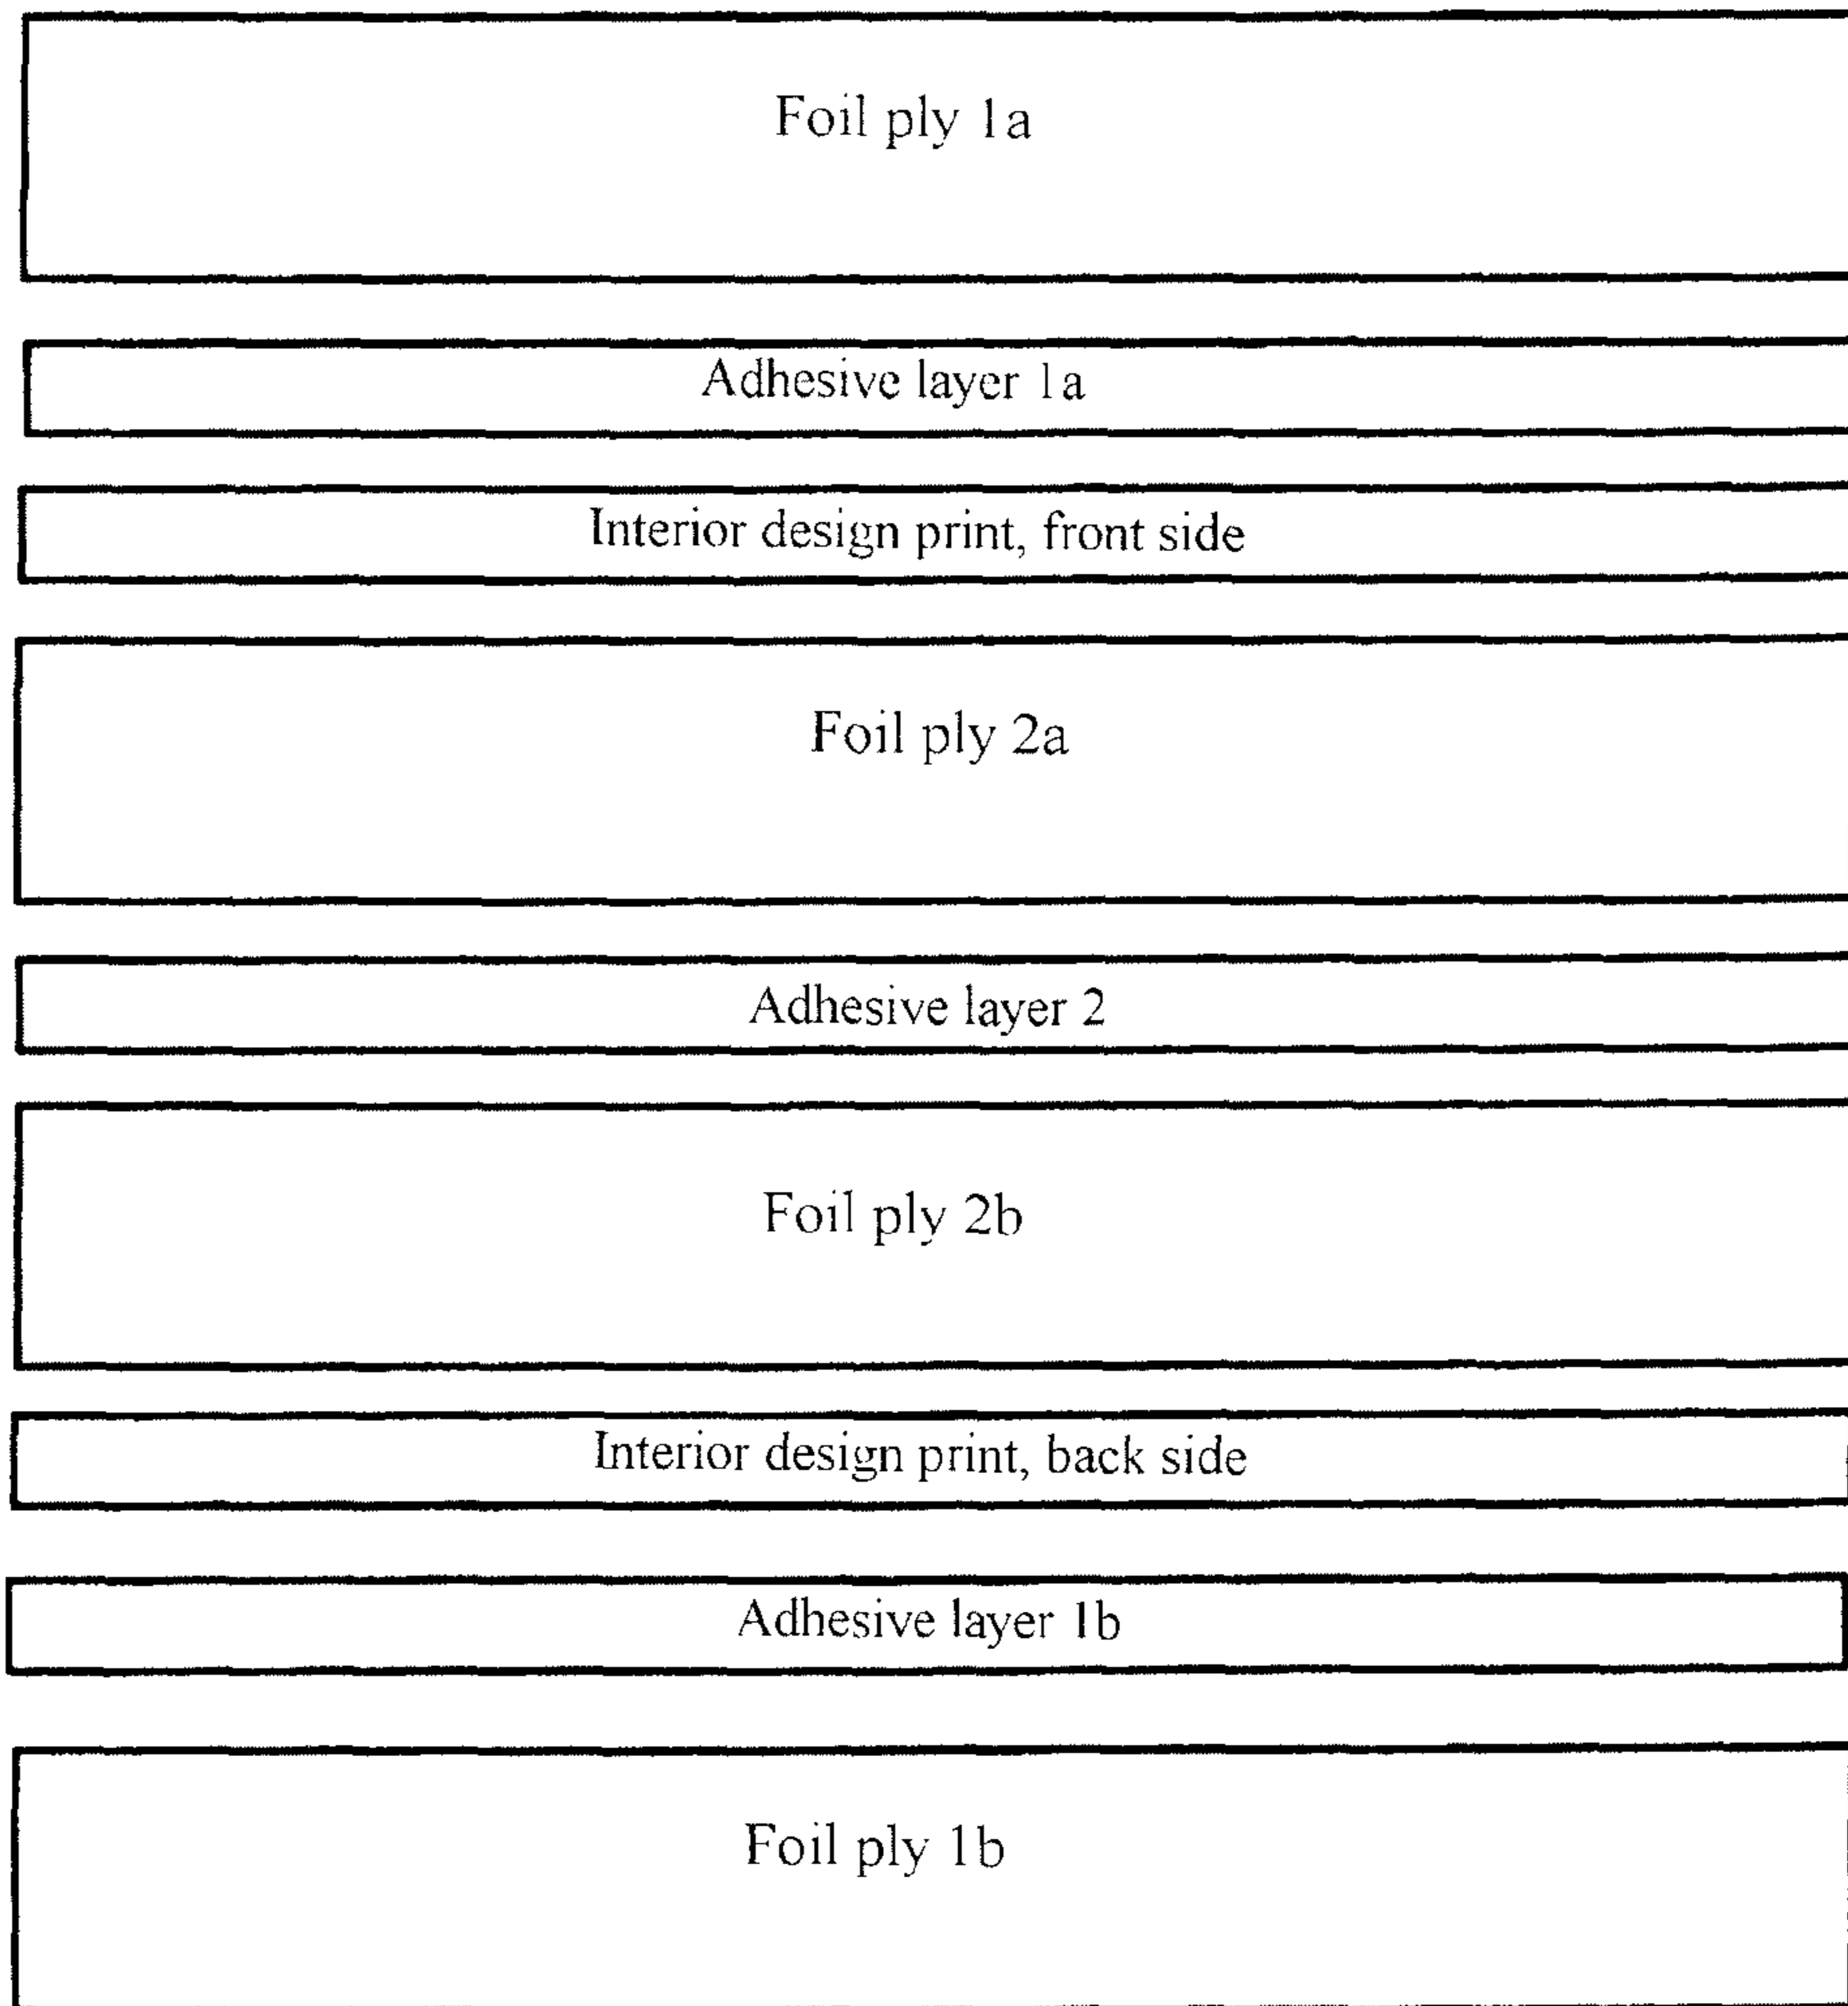 Foil ply 1a
Adhesive layer 1a
Interior design print, front side
Foil ply 2a
Adhesive layer 2
Foil ply 2b
Interior design print, back side
Adhesive layer 1b
Foil ply 1b